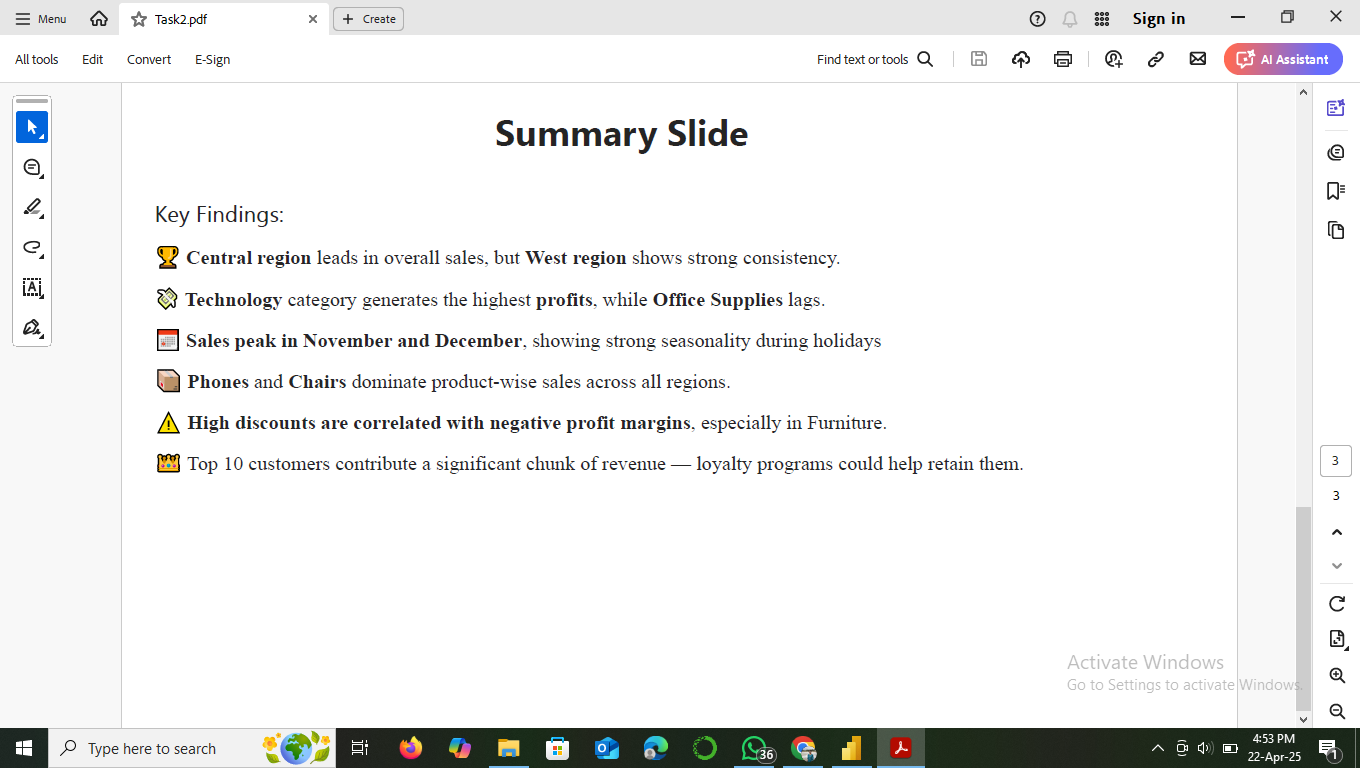 Menu
Task2.pdf
Create
Sign in
All tools
Edit
Convert
E-Sign
Find text or tools
AI Assistant
Summary Slide
Key Findings:
Central region leads in overall sales, but West region shows strong consistency.
Technology category generates the highest profits, while Office Supplies lags.
Sales peak in November and December, showing strong seasonality during holidays
Phones and Chairs dominate product-wise sales across all regions.
High discounts are correlated with negative profit margins, especially in Furniture.
Top 10 customers contribute a significant chunk of revenue — loyalty programs could help retain them.
3
3
Activate Windows
Go to Settings to activate Windows.
Type here to search
36
4:53 PM
22-Apr-25
1